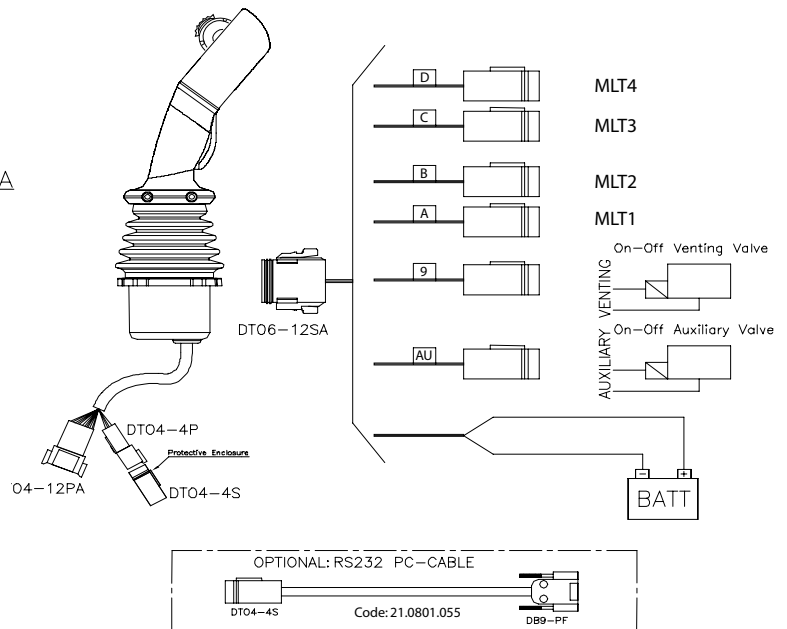 D
MLT4
C
MLT3
A
B
MLT2
A
MLT1
On-Off Venting Valve
9
VENTING
DT06-12SA
On-Off Auxiliary Valve
AU
AUXILIARY
DT04-4P
Protective Enclosure
04-12PA
DT04-4S
- +
BATT
OPTIONAL: RS232 PC-CABLE
DT04-4S
Code: 21.0801.055
DB9-PF